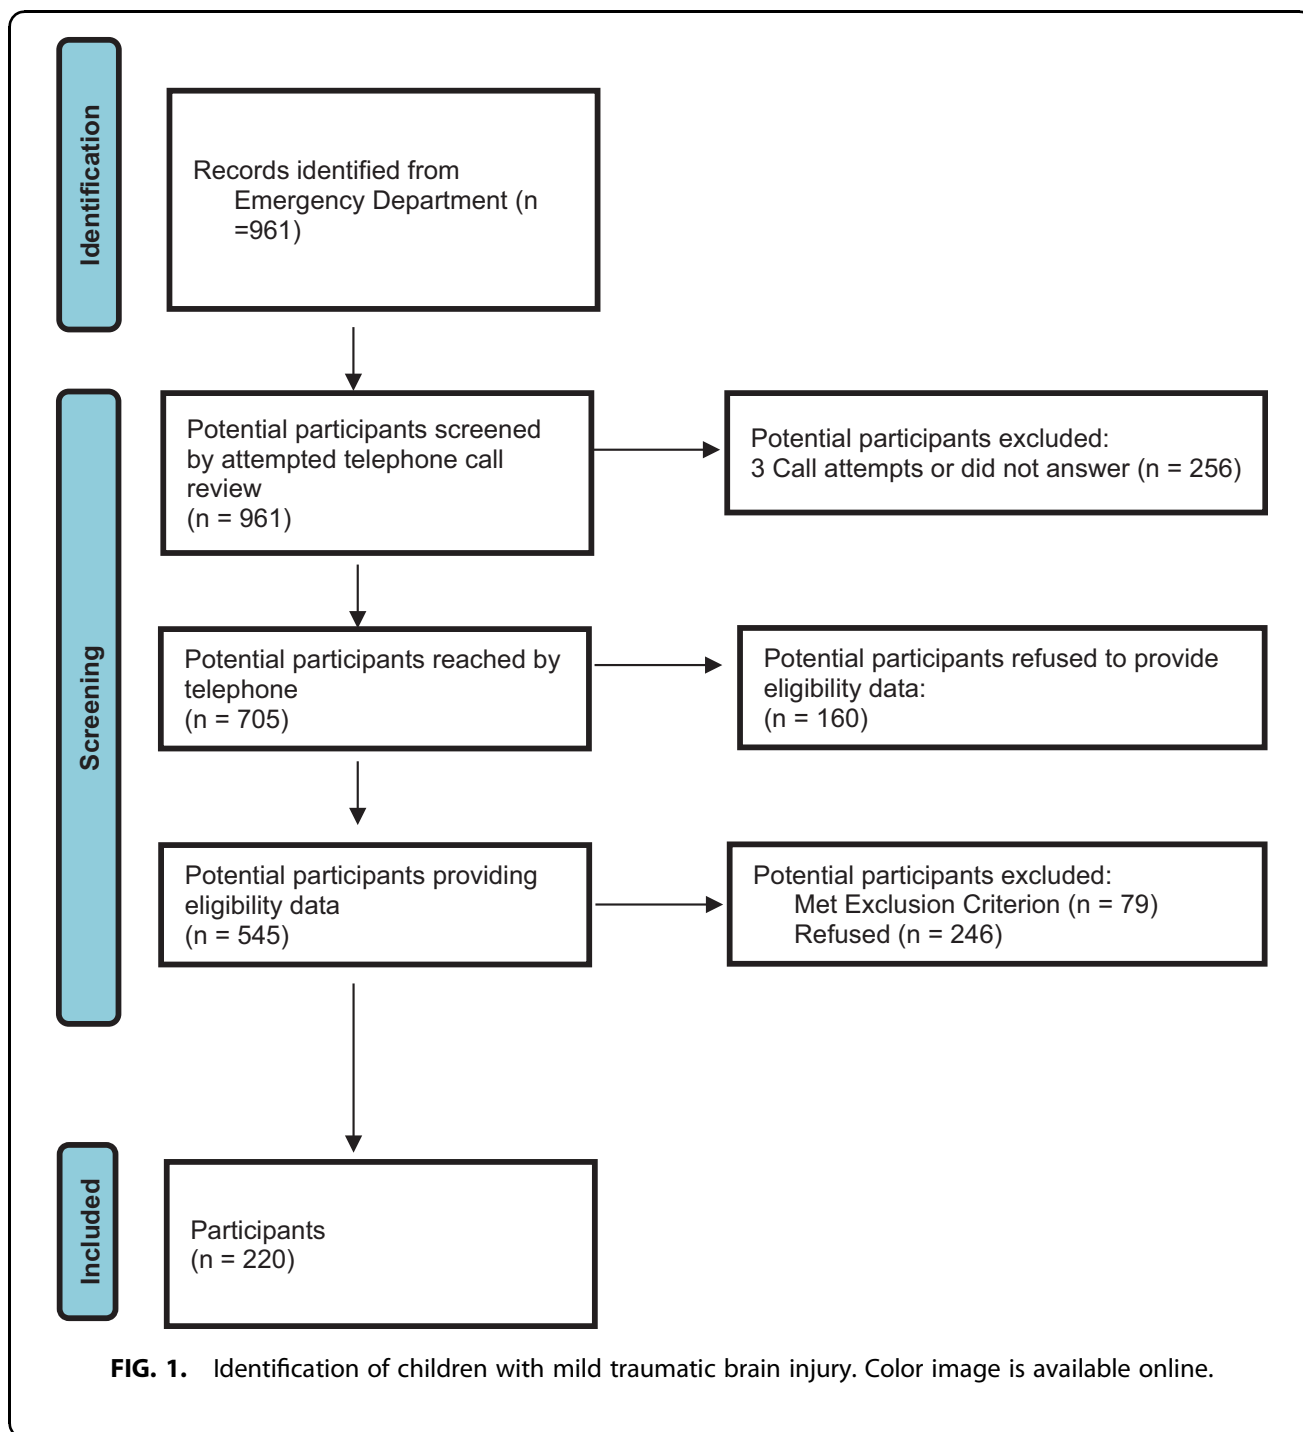 Identification
Records identified from
Emergency Department (n
=961)
Screening
Potential participants screened
by attempted telephone call
review
(n = 961)
Potential participants excluded:
3 Call attempts or did not answer (n = 256)
Potential participants reached by
telephone
(n = 705)
Potential participants refused to provide
eligibility data:
(n = 160)
Potential participants providing
eligibility data
(n = 545)
Potential participants excluded:
Met Exclusion Criterion (n = 79)
Refused (n = 246)
Included
Participants
(n = 220)
FIG. 1. Identification of children with mild traumatic brain injury. Color image is available online.